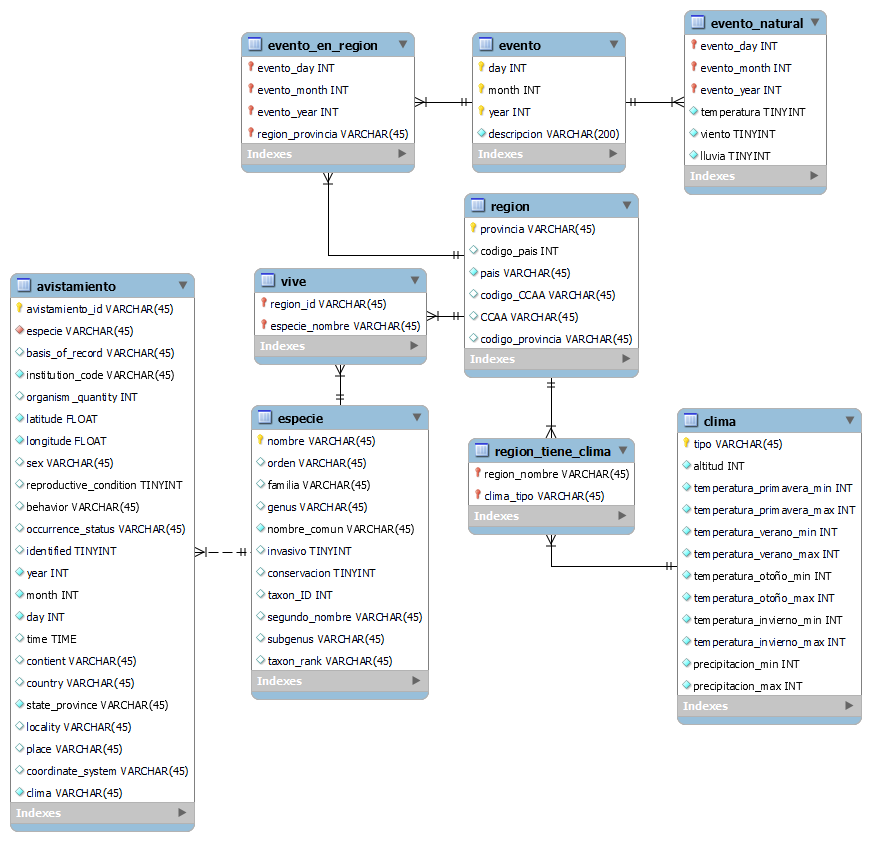 evento_en_region
evento_day INT
evento_month INT
evento_year INT
region_provincia VARCHAR(45)
Indexes
evento
day INT
month INT
year INT
descripcion VARCHAR(200)
Indexes
evento_natural
evento_day INT
evento_month INT
evento_year INT
temperatura TINYINT
viento TINYINT
lluvia TINYINT
Indexes
region
provincia VARCHAR(45)
codigo_pais INT
pais VARCHAR(45)
codigo_CCAA VARCHAR(45)
CCAA VARCHAR(45)
codigo_provincia VARCHAR(45)
Indexes
vive
region_id VARCHAR(45)
especie_nombre VARCHAR(45)
Indexes
avistamiento
avistamiento_id VARCHAR(45)
especie VARCHAR(45)
basis_of_record VARCHAR(45)
institution_code VARCHAR(45)
organism_quantity INT
latitude FLOAT
longitude FLOAT
sex VARCHAR(45)
reproductive_condition TINYINT
behavior VARCHAR(45)
occurrence_status VARCHAR(45)
identified TINYINT
year INT
month INT
day INT
time TIME
contient VARCHAR(45)
country VARCHAR(45)
state_province VARCHAR(45)
locality VARCHAR(45)
place VARCHAR(45)
coordinate_system VARCHAR(45)
clima VARCHAR(45)
Indexes
especie
nombre VARCHAR(45)
orden VARCHAR(45)
familia VARCHAR(45)
genus VARCHAR(45)
nombre_comun VARCHAR(45)
invasivo TINYINT
conservacion TINYINT
taxon_ID INT
segundo_nombre VARCHAR(45)
subgenus VARCHAR(45)
taxon_rank VARCHAR(45)
Indexes
region_tiene_clima
region_nombre VARCHAR(45)
clima_tipo VARCHAR(45)
Indexes
clima
tipo VARCHAR(45)
altitud INT
temperatura_primavera_min INT
temperatura_primavera_max INT
temperatura_verano_min INT
temperatura_verano_max INT
temperatura_otoño_min INT
temperatura_otoño_max INT
temperatura_invierno_min INT
temperatura_invierno_max INT
precipitacion_min INT
precipitacion_max INT
Indexes